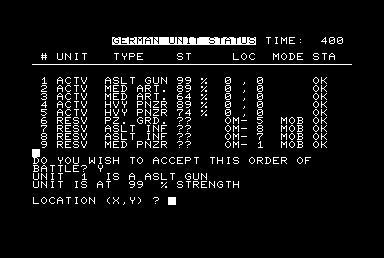 GERMAN UNIT STATUS TIME: 400
# UNIT TYPE ST LOC MODE STA
1 ACTV ASLT GUN 99 % 0 , 0 OK
2 ACTV MED ART. 89 % 0 , 0 OK
3 ACTV MED ART. 64 % 0 , 0 OK
4 ACTV HVY PNZR 89 % 0 , 0 OK
5 ACTV HVY PNZR 74 % 0 , 0 OK
6 RESV PZ. GRD. ?? OM- 5 MOB OK
7 RESV ASLT INF ?? OM- 8 MOB OK
8 RESV ASLT INF ?? OM- 7 MOB OK
9 RESV MED PNZR ?? OM- 1 MOB OK
DO YOU WISH TO ACCEPT THIS ORDER OF
BATTLE? Y
UNIT 1 IS A ASLT GUN
UNIT IS AT 99 % STRENGTH
LOCATION (X,Y) ?